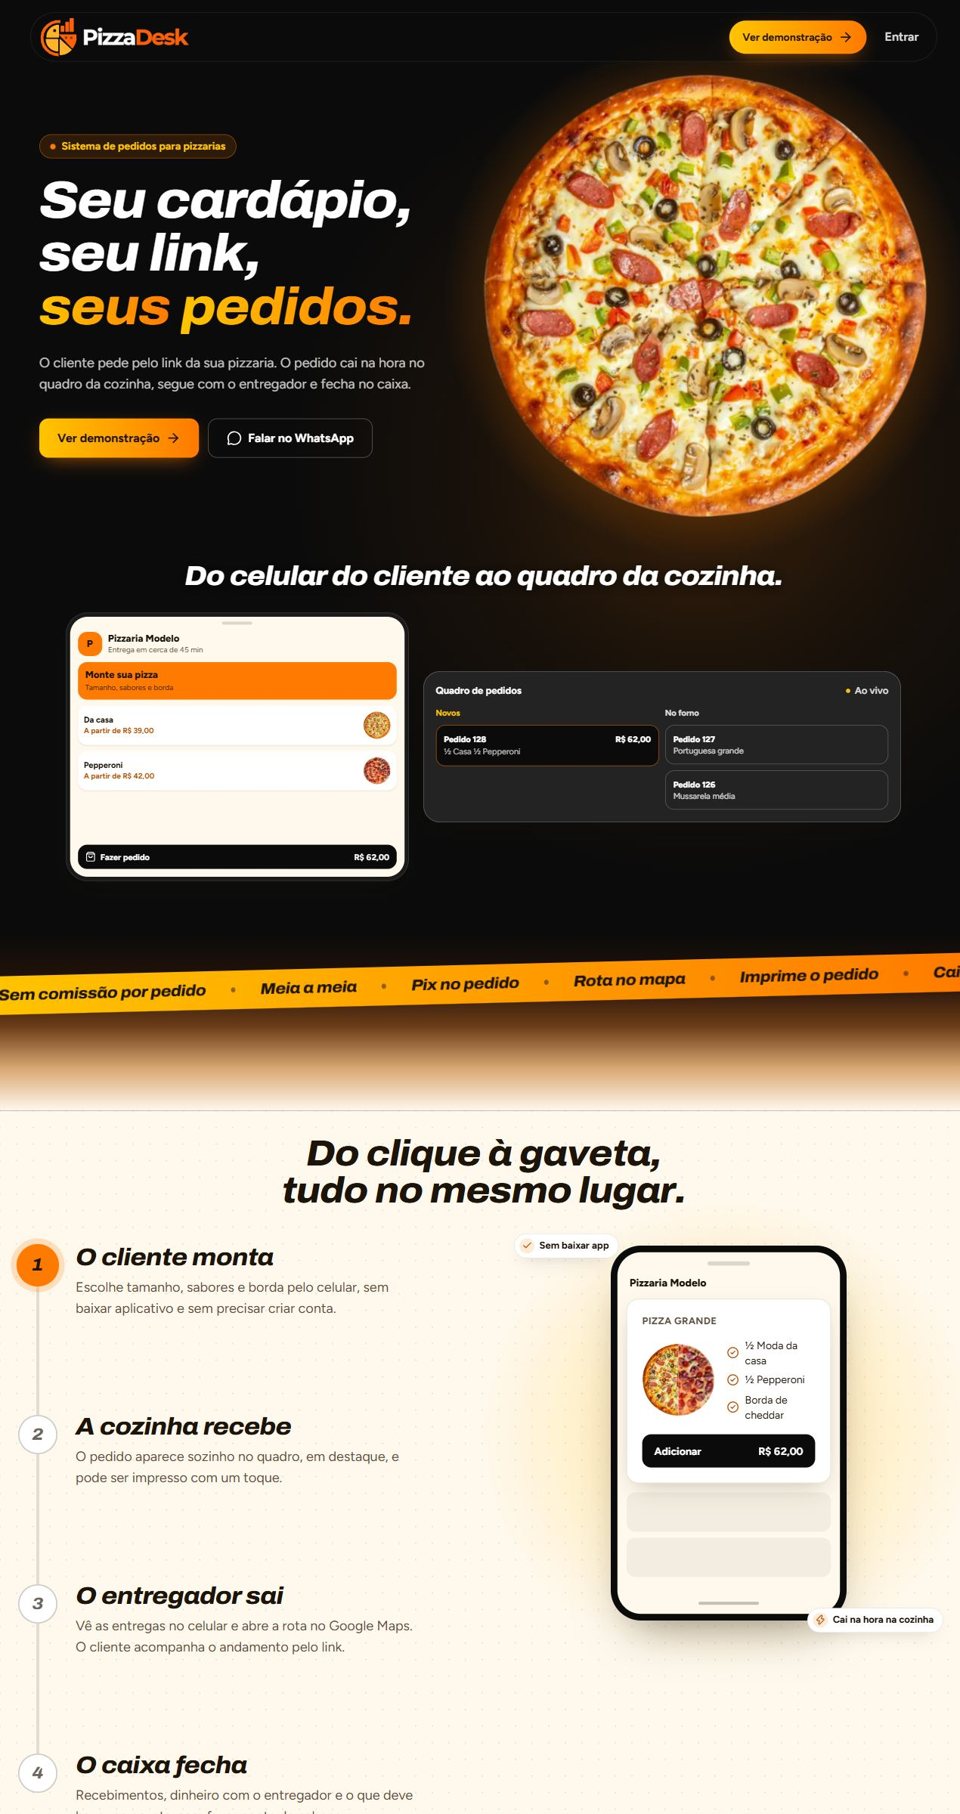 PizzaDesk
Ver demonstração
Entrar
Sistema de pedidos para pizzarias
Seu cardápio,
seu link,
seus pedidos.
O cliente pede pelo link da sua pizzaria. O pedido cai na hora no
quadro da cozinha, segue com o entregador e fecha no caixa.
Ver demonstração
Falar no WhatsApp
Do celular do cliente ao quadro da cozinha.
P
Pizzaria Modelo
Entrega em cerca de 45 min
Monte sua pizza
Tamanho, sabores e borda
Da casa
A partir de R$ 39,00
Pepperoni
A partir de R$ 42,00
Fazer pedido R$ 62,00
Quadro de pedidos
Ao vivo
Novos
Pedido 128 R$ 62,00
½ Casa ½ Pepperoni
No forno
Pedido 127
Portuguesa grande
Pedido 126
Mussarela média
Sem comissão por pedido • Meia a meia • Pix no pedido • Rota no mapa • Imprime o pedido • Cai
Do clique à gaveta,
tudo no mesmo lugar.
1
O cliente monta
Escolhe tamanho, sabores e borda pelo celular, sem
baixar aplicativo e sem precisar criar conta.
2
A cozinha recebe
O pedido aparece sozinho no quadro, em destaque, e
pode ser impresso com um toque.
3
O entregador sai
Vê as entregas no celular e abre a rota no Google Maps.
O cliente acompanha o andamento pelo link.
4
O caixa fecha
Recebimentos, dinheiro com o entregador e o que deve
Sem baixar app
Pizzaria Modelo
PIZZA GRANDE
½ Moda da
casa
½ Pepperoni
Borda de
cheddar
Adicionar R$ 62,00
Cai na hora na cozinha